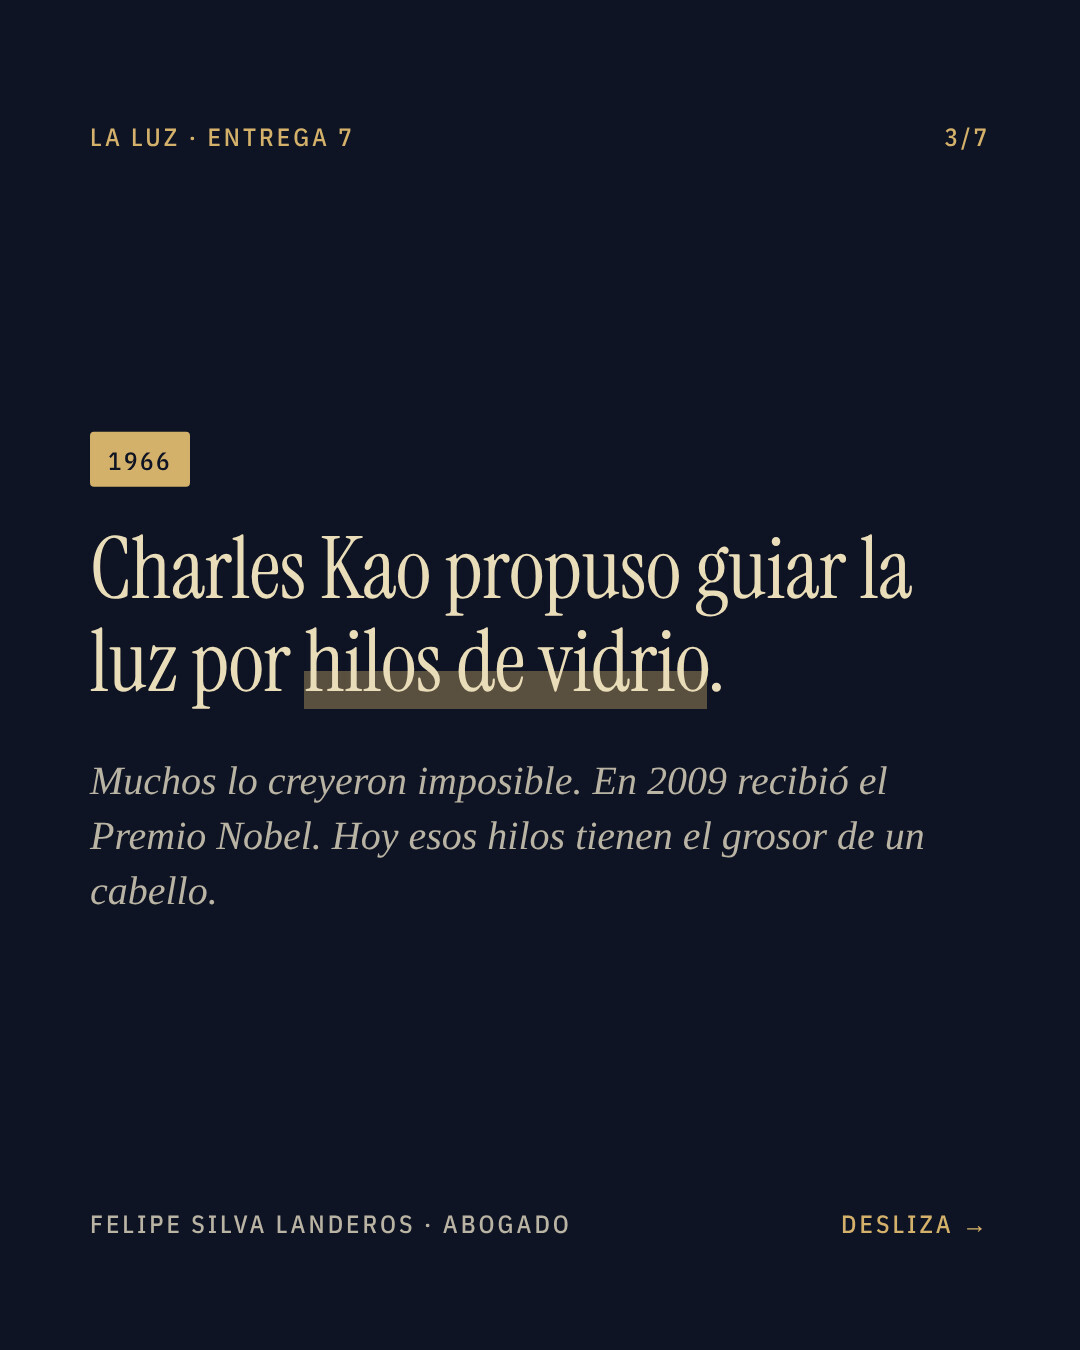 LA LUZ · ENTREGA 7
3/7
1966
Charles Kao propuso guiar la
luz por hilos de vidrio.
Muchos lo creyeron imposible. En 2009 recibió el
Premio Nobel. Hoy esos hilos tienen el grosor de un
cabello.
FELIPE SILVA LANDEROS · ABOGADO
DESLIZA →